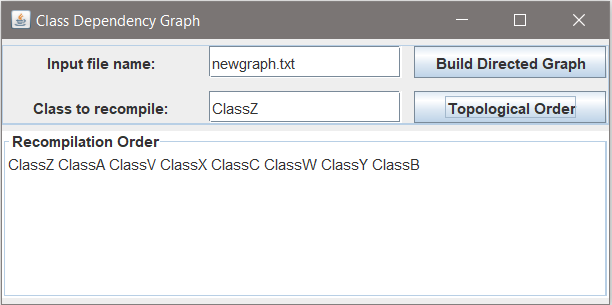 Class Dependency Graph
Input file name: newgraph.txt Build Directed Graph
Class to recompile: ClassZ Topological Order
Recompilation Order
ClassZ ClassA ClassV ClassX ClassC ClassW ClassY ClassB